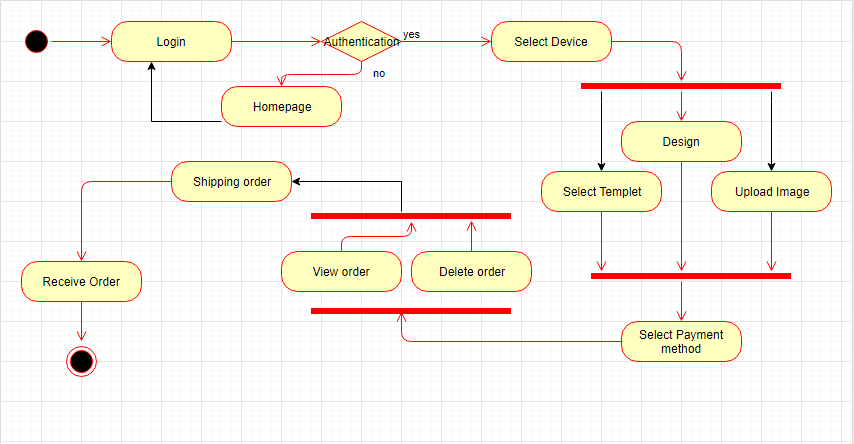 Login
Authentication
yes
Select Device
no
Homepage
Design
Select Templet
Upload Image
Shipping order
View order
Delete order
Receive Order
Select Payment
method